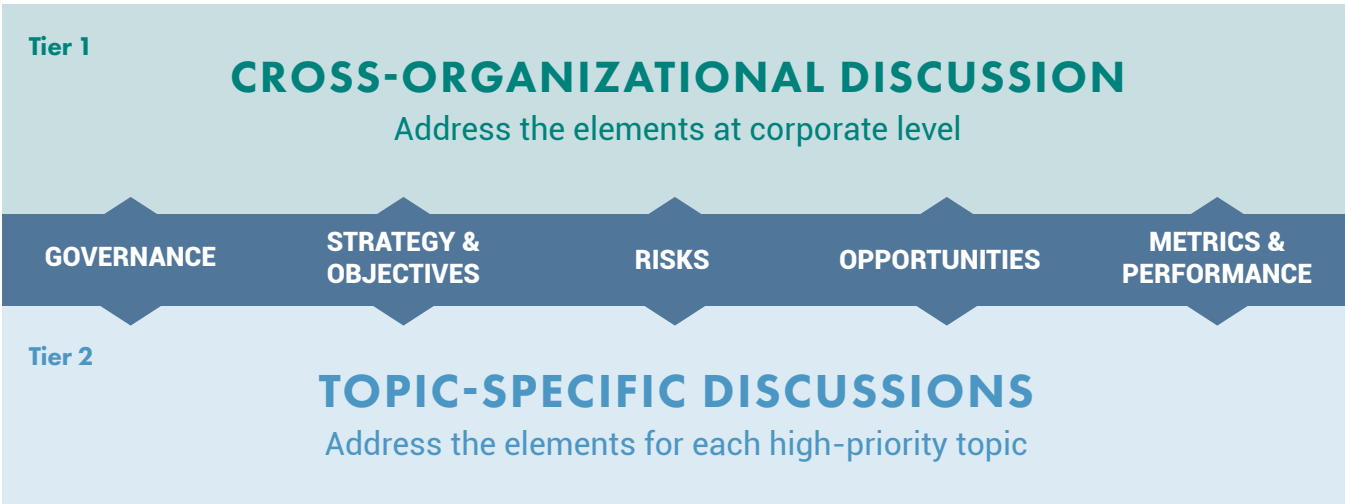 Tier 1
CROSS-ORGANIZATIONAL DISCUSSION
Address the elements at corporate level
GOVERNANCE
STRATEGY &
OBJECTIVES
RISKS
OPPORTUNITIES
METRICS &
PERFORMANCE
Tier 2
TOPIC-SPECIFIC DISCUSSIONS
Address the elements for each high-priority topic